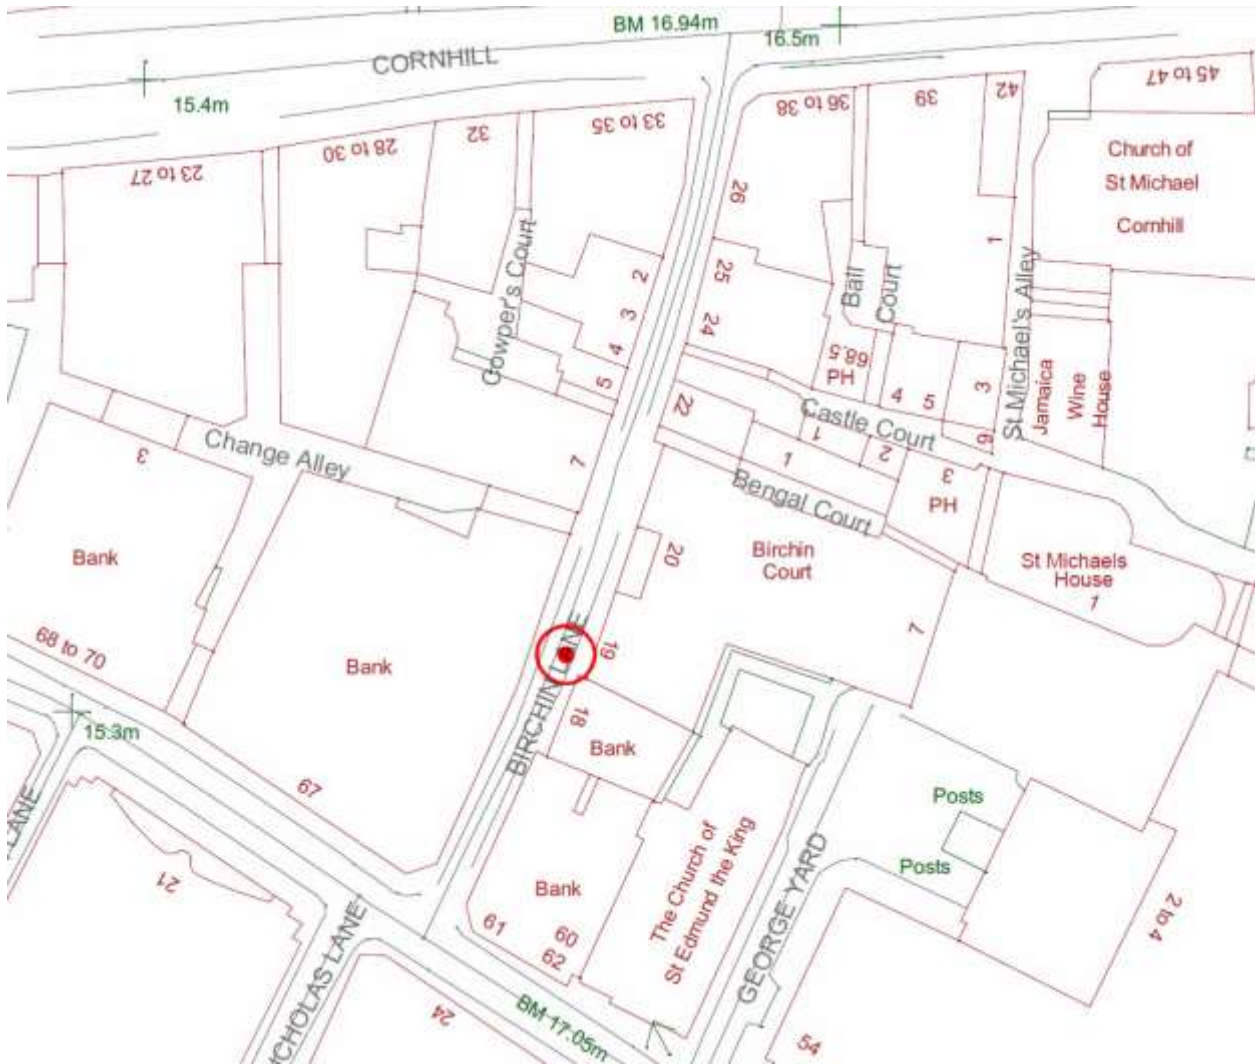 BM 16.94m
16.5m
CORNHILL
15.4m
45 to 47
42
39
36 to 38
33 to 35
32
28 to 30
23 to 27
Church of
St Michael
Cornhill
26
1
St Michael's Alley
Ball
Court
Cowper's Court
25
24
2
3
4
5
68.5
PH
4
5
3
6
Jamaica
Wine
House
Castle Court
22
1
2
1
Bengal Court
3
PH
Change Alley
7
3
Bank
20
Birchin
Court
St Michaels
House
1
7
68 to 70
Bank
19
BIRCHIN LANE
18
Bank
15.3m
67
LANE
21
Posts
Posts
The Church of
St Edmund the King
GEORGE YARD
Bank
61
60
62
2 to 4
BM 17.05m
24
54